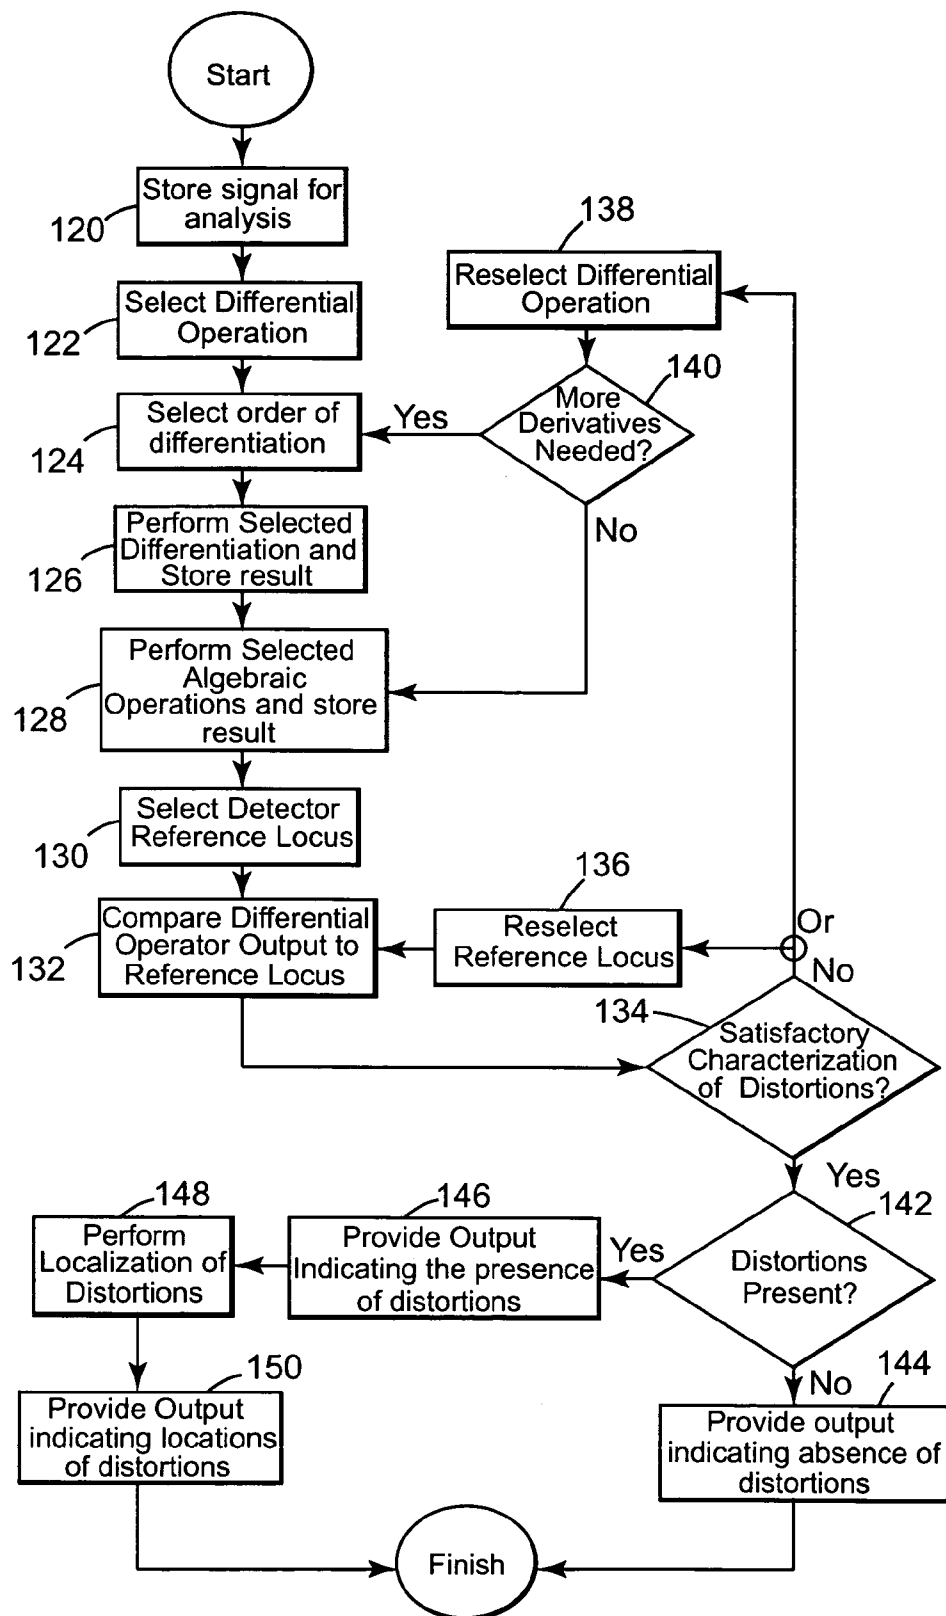 Start
Store signal for
analysis
120
138
Reselect Differential
Operation
Select Differential
Operation
122
140
More
Derivatives
Needed?
Yes
Select order of
differentiation
124
No
Perform Selected
Differentiation and
Store result
126
Perform Selected
Algebraic
Operations and store
result
128
Select Detector
Reference Locus
130
136
Compare Differential
Operator Output to
Reference Locus
132
Reselect
Reference Locus
Or
No
134
Satisfactory
Characterization
of Distortions?
Yes
148
146
142
Perform
Localization of
Distortions
Provide Output
Indicating the presence
of distortions
Yes
Distortions
Present?
150
No
144
Provide Output
indicating locations
of distortions
Provide output
indicating absence of
distortions
Finish